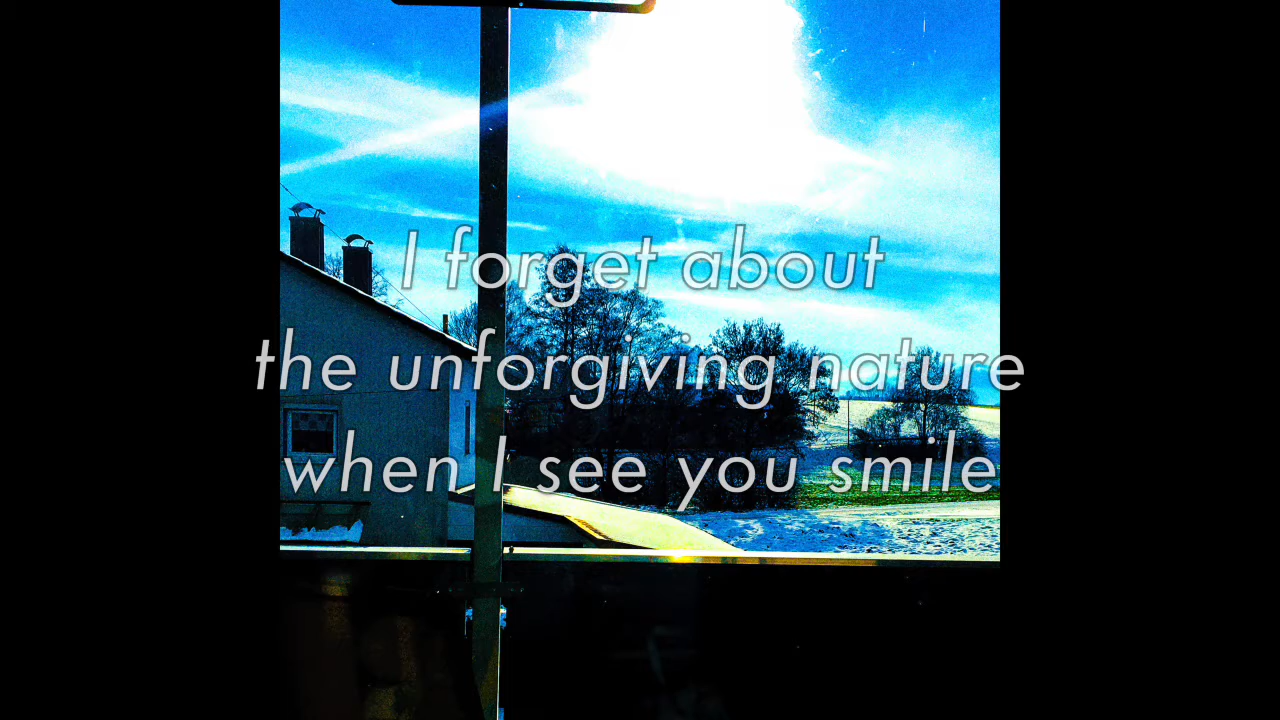 I forget about
the unforgiving nature
when I see you smile